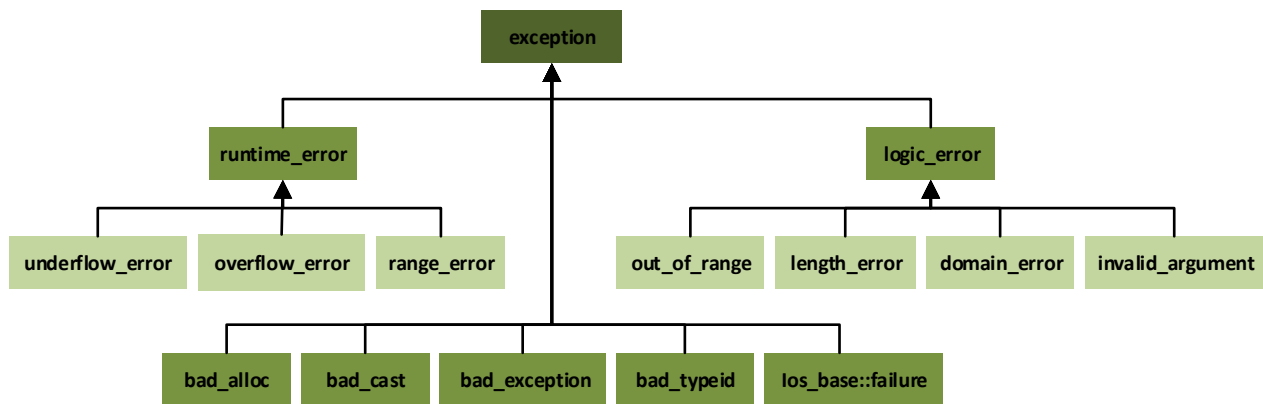 exception
runtime_error
logic_error
underflow_error
overflow_error
range_error
out_of_range
length_error
domain_error
invalid_argument
bad_alloc
bad_cast
bad_exception
bad_typeid
Ios_base::failure